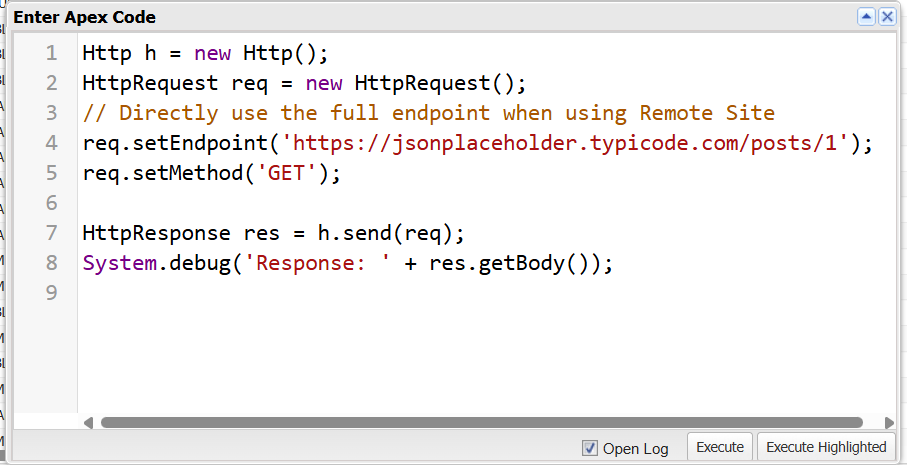 Enter Apex Code
1 Http h = new Http();
2 HttpRequest req = new HttpRequest();
3 // Directly use the full endpoint when using Remote Site
4 req.setEndpoint('https://jsonplaceholder.typicode.com/posts/1');
5 req.setMethod('GET');
6
7 HttpResponse res = h.send(req);
8 System.debug('Response: ' + res.getBody());
9
Open Log Execute Execute Highlighted